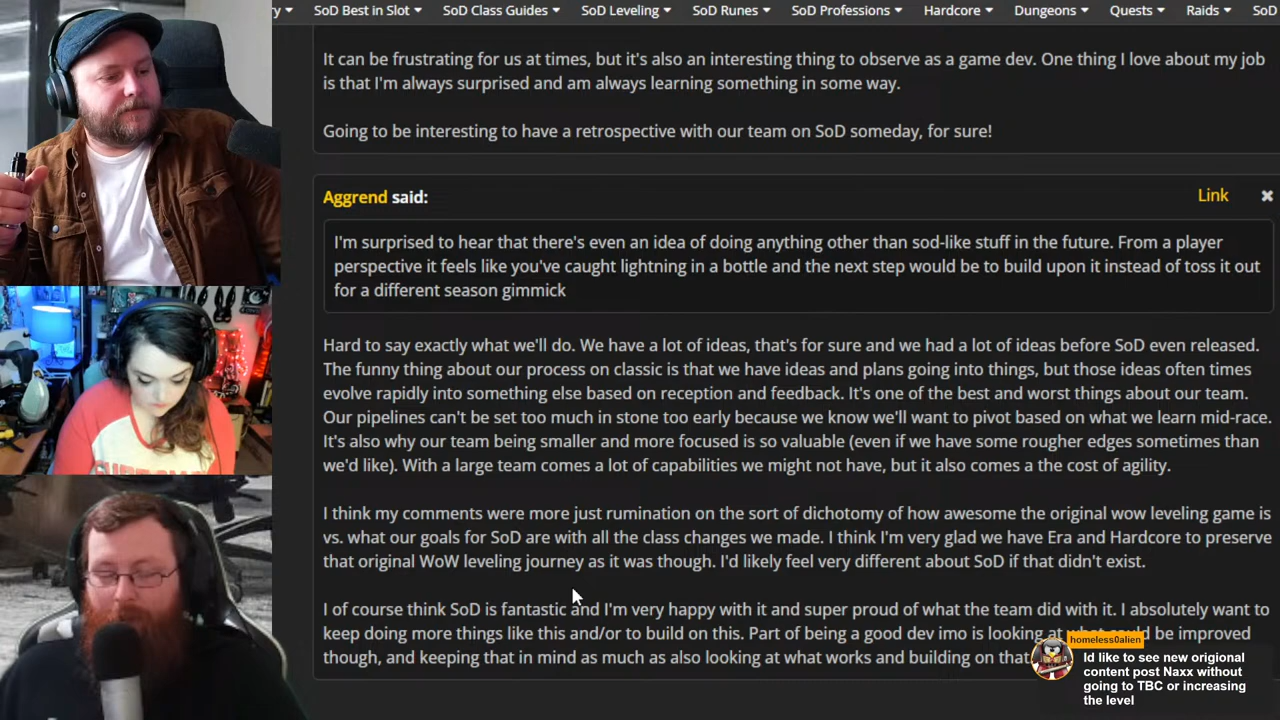 SoD Best in Slot SoD Class Guides SoD Leveling SoD Runes SoD Professions Hardcore Dungeons Quests Raids SoD
It can be frustrating for us at times, but it's also an interesting thing to observe as a game dev. One thing I love about my job
is that I'm always surprised and am always learning something in some way.
Going to be interesting to have a retrospective with our team on SoD someday, for sure!
Aggrend said: Link
I'm surprised to hear that there's even an idea of doing anything other than sod-like stuff in the future. From a player
perspective it feels like you've caught lightning in a bottle and the next step would be to build upon it instead of toss it out
for a different season gimmick
Hard to say exactly what we'll do. We have a lot of ideas, that's for sure and we had a lot of ideas before SoD even released.
The funny thing about our process on classic is that we have ideas and plans going into things, but those ideas often times
evolve rapidly into something else based on reception and feedback. It's one of the best and worst things about our team.
Our pipelines can't be set too much in stone too early because we know we'll want to pivot based on what we learn mid-race.
It's also why our team being smaller and more focused is so valuable (even if we have some rougher edges sometimes than
we'd like). With a large team comes a lot of capabilities we might not have, but it also comes a the cost of agility.
I think my comments were more just rumination on the sort of dichotomy of how awesome the original wow leveling game is
vs. what our goals for SoD are with all the class changes we made. I think I'm very glad we have Era and Hardcore to preserve
that original WoW leveling journey as it was though. I'd likely feel very different about SoD if that didn't exist.
I of course think SoD is fantastic and I'm very happy with it and super proud of what the team did with it. I absolutely want to
keep doing more things like this and/or to build on this. Part of being a good dev imo is looking at be improved
though, and keeping that in mind as much as also looking at what works and building on that
homeless0alien
Id like to see new origional
content post Naxx without
going to TBC or increasing
the level